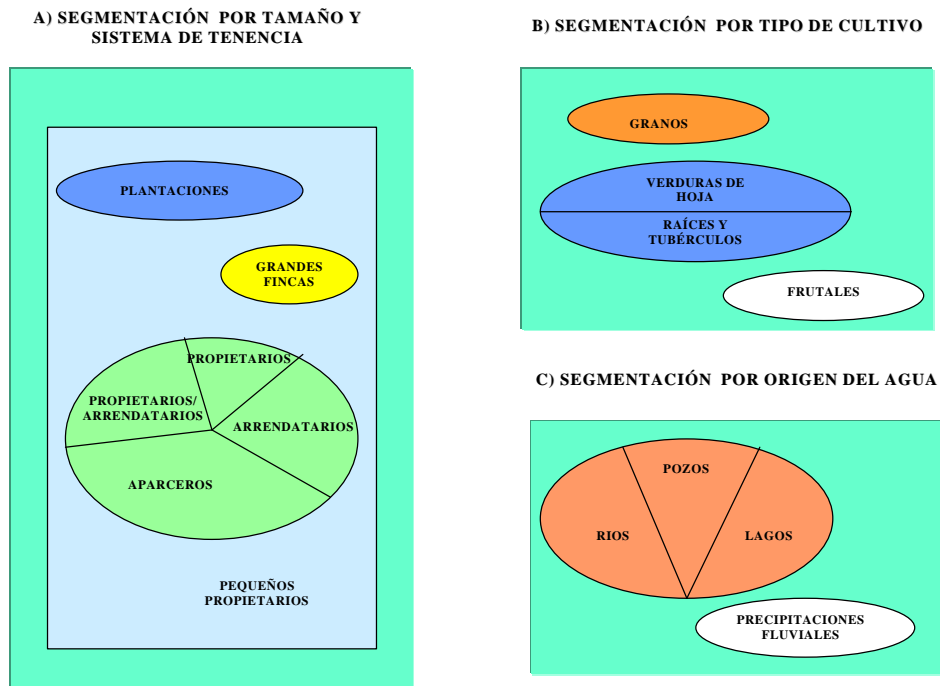 A) SEGMENTACIÓN POR TAMAÑO Y
SISTEMA DE TENENCIA
PLANTACIONES
GRANDES
FINCAS
PROPIETARIOS
PROPIETARIOS/
ARRENDATARIOS
ARRENDATARIOS
APARCEROS
PEQUEÑOS
PROPIETARIOS
B) SEGMENTACIÓN POR TIPO DE CULTIVO
GRANOS
VERDURAS DE
HOJA
RAÍCES Y
TUBÉRCULOS
FRUTALES
C) SEGMENTACIÓN POR ORIGEN DEL AGUA
POZOS
RIOS
LAGOS
PRECIPITACIONES
FLUVIALES